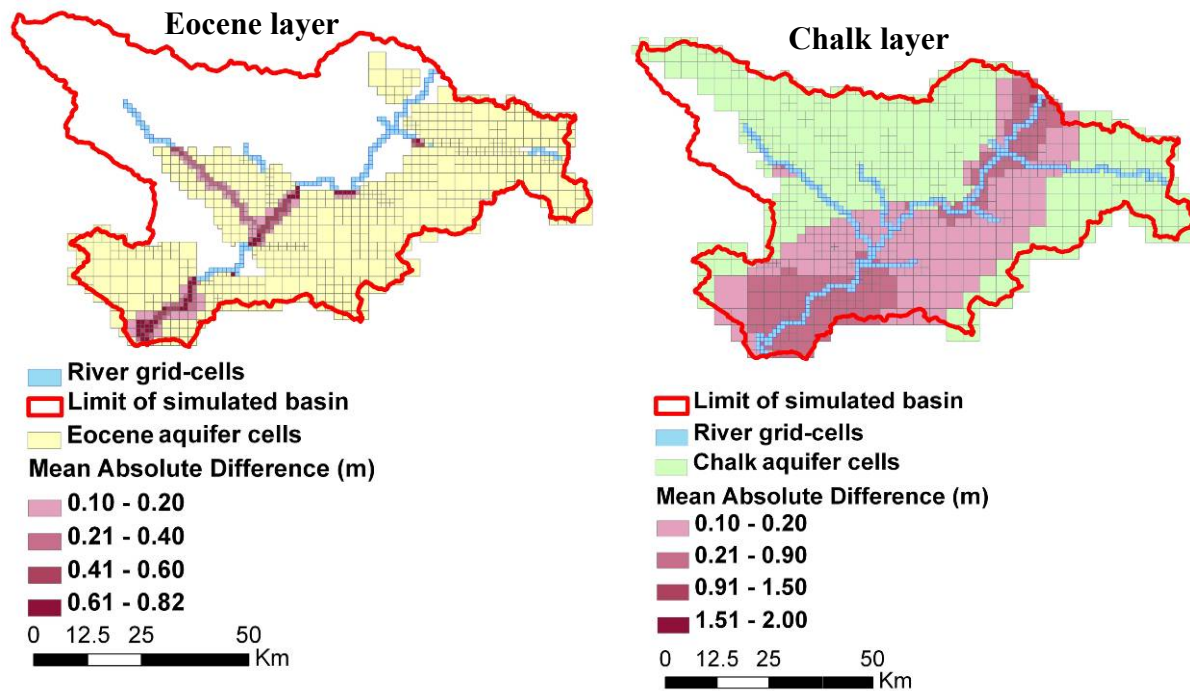 Eocene layer
River grid-cells
Limit of simulated basin
Eocene aquifer cells
Mean Absolute Difference (m)
0.10 - 0.20
0.21 - 0.40
0.41 - 0.60
0.61 - 0.82
0 12.5 25 50
Km
Chalk layer
Limit of simulated basin
River grid-cells
Chalk aquifer cells
Mean Absolute Difference (m)
0.10 - 0.20
0.21 - 0.90
0.91 - 1.50
1.51 - 2.00
0 12.5 25 50
Km